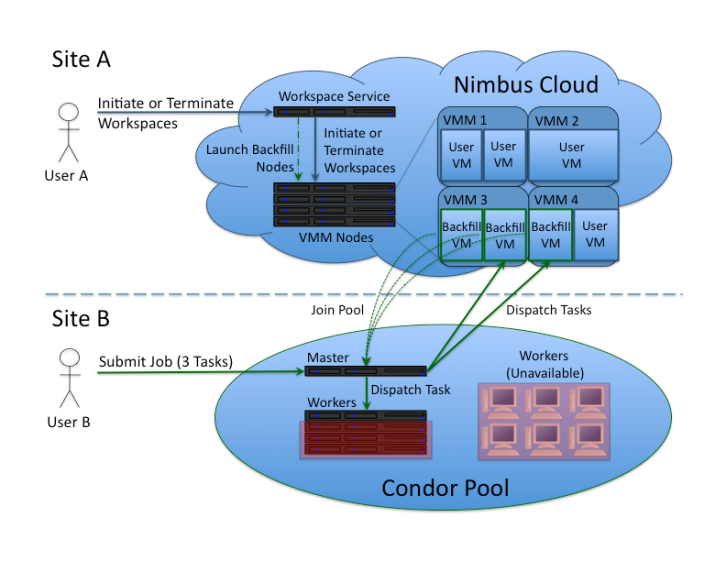 Site A
Nimbus Cloud
Workspace Service
Initiate or Terminate
Workspaces
User A
Launch Backfill
Nodes
Initiate or
Terminate
Workspaces
VMM Nodes
VMM 1
VMM 2
User
VM
User
VM
User
VM
VMM 3
VMM 4
Backfill
VM
Backfill
VM
Backfill
VM
User
VM
Join Pool
Dispatch Tasks
Site B
Submit Job (3 Tasks)
User B
Master
Dispatch Task
Workers
Workers
(Unavailable)
Condor Pool